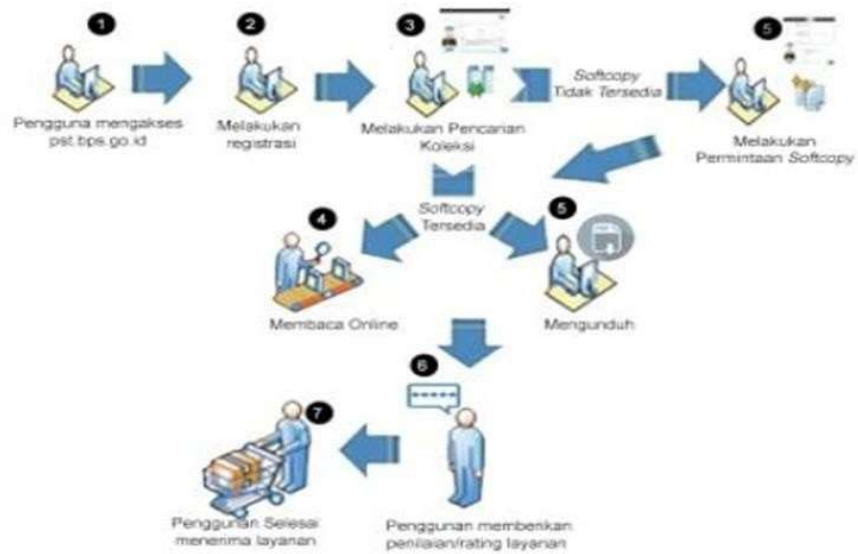 1
Pengguna mengakses
pst.bps.go.id
2
Melakukan
registrasi
3
Melakukan Pencarian
Koleksi
Softcopy
Tidak Tersedia
5
Melakukan
Permintaan Softcopy
Softcopy
Tersedia
4
Membaca Online
5
Mengunduh
6
Penggunan memberikan
penilaian/rating layanan
7
Penggunan Selesai
menerima layanan